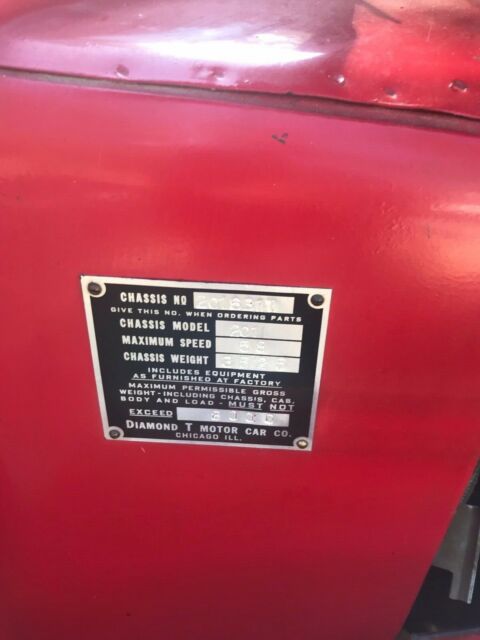 CHASSIS NO
GIVE THIS NO. WHEN ORDERING PARTS
CHASSIS MODEL 201
MAXIMUM SPEED
CHASSIS WEIGHT
INCLUDES EQUIPMENT
AS FURNISHED AT FACTORY
MAXIMUM PERMISSIBLE GROSS
WEIGHT-INCLUDING CHASSIS, CAB,
BODY AND LOAD - MUST NOT
EXCEED
DIAMOND T MOTOR CAR CO.
CHICAGO ILL.